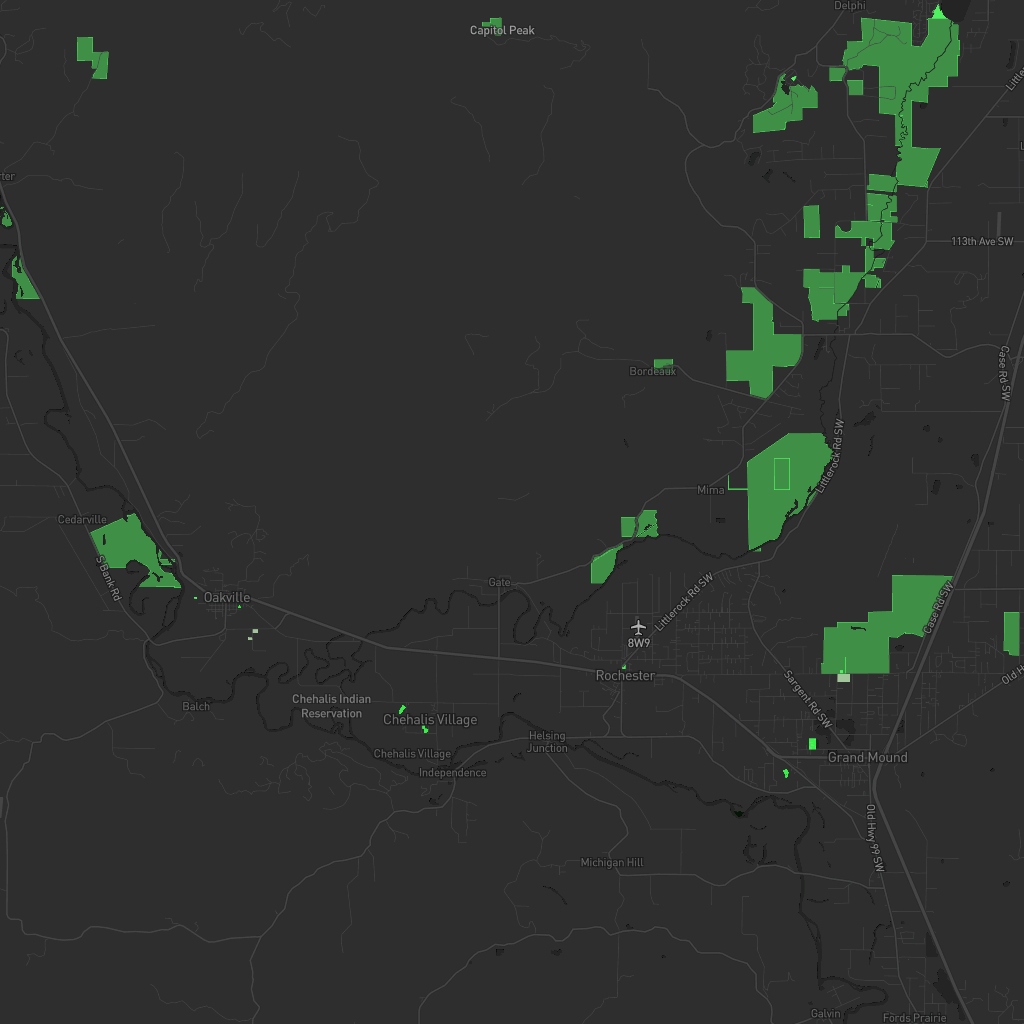 Delphi
Capitol Peak
Littlero
rter
113th Ave SW
Case Rd SW
Bordeaux
Littlerock Rd SW
Mima
Cedarville
S Bank Rd
Gate
Oakville
Littlerock Rd SW
Case Rd SW
8W9
Rochester
Old H
Chehalis Indian
Reservation
Sargent Rd SW
Balch
Chehalis Village
Helsing
Junction
Chehalis Village
Grand Mound
Independence
Old Hwy 99 SW
Michigan Hill
Galvin
Fords Prairie